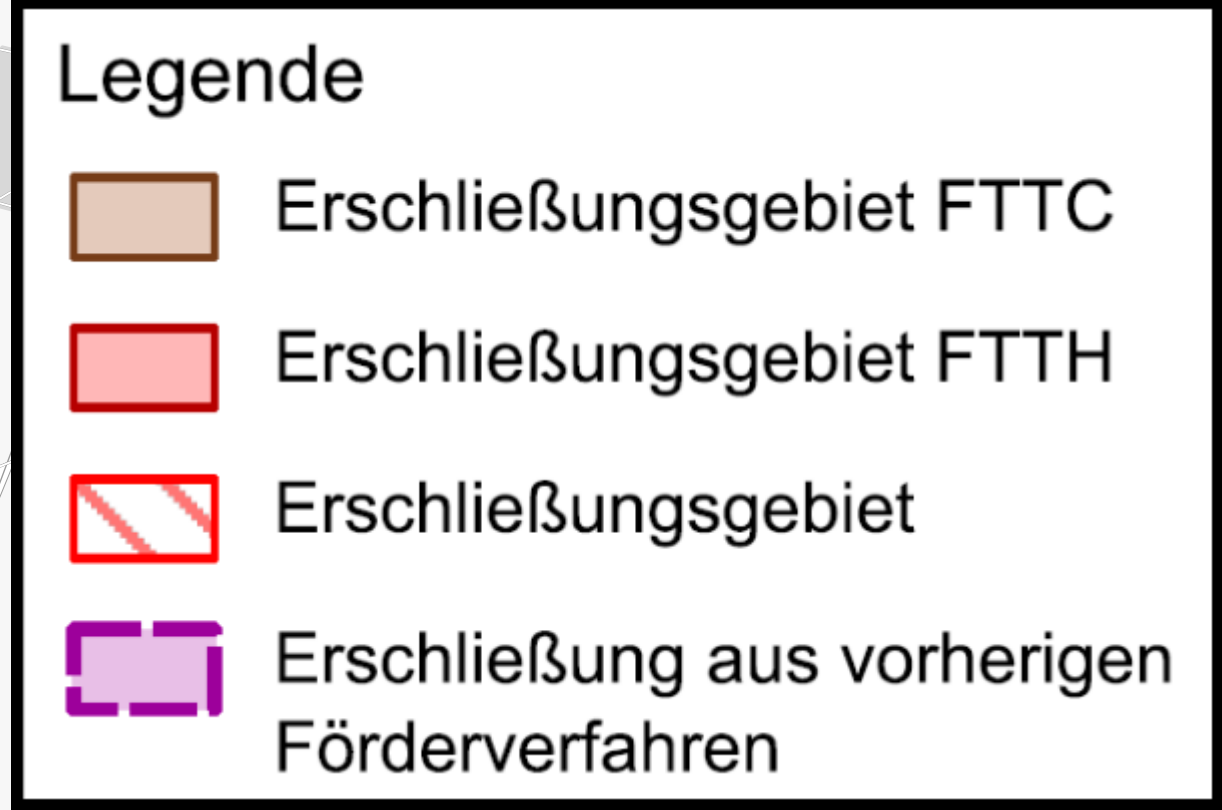 Legende
Erschließungsgebiet FTTC
Erschließungsgebiet FTTH
Erschließungsgebiet
Erschließung aus vorherigen
Förderverfahren